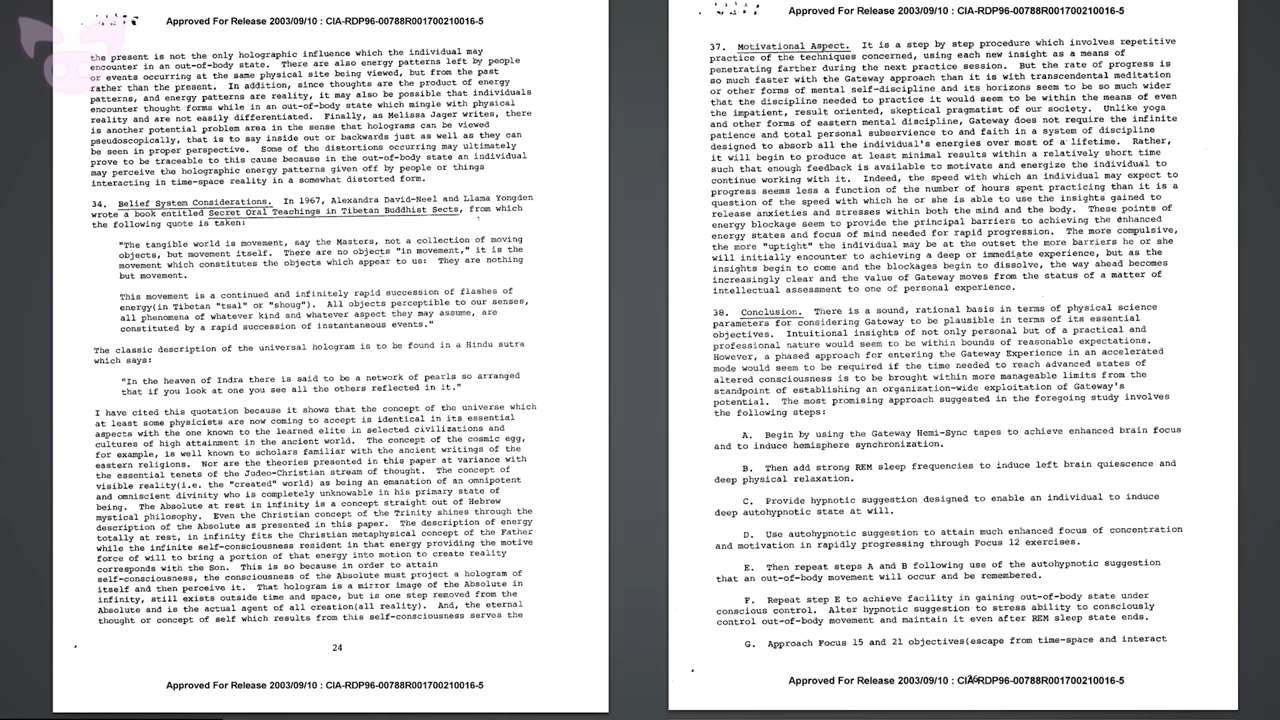 Approved For Release 2003/09/10 : CIA-RDP96-00788R001700210016-5
the present is not the only holographic influence which the individual may
encounter in an out-of-body state. There are also energy patterns left by people
or events occurring at the same physical site being viewed, but from the past
rather than the present. In addition, since thoughts are the product of energy
patterns, and energy patterns are reality, it may also be possible that individuals
encounter thought forms while in an out-of-body state which mingle with physical
reality and are not easily differentiated. Finally, as Melissa Jager writes, there
is another potential problem area in the sense that holograms can be viewed
pseudoscopically, that is to say inside out or backwards just as well as they can
be seen in proper perspective. Some of the distortions occurring may ultimately
prove to be traceable to this cause because in the out-of-body state an individual
may perceive the holographic energy patterns given off by people or things
interacting in time-space reality in a somewhat distorted form.
34. Belief System Considerations. In 1967, Alexandra David-Neel and Llama Yongden
wrote a book entitled Secret Oral Teachings in Tibetan Buddhist Sects, from which
the following quote is taken:
"The tangible world is movement, say the Masters, not a collection of moving
objects, but movement itself. There are no objects "in movement," it is the
movement which constitutes the objects which appear to us: They are nothing
but movement.
This movement is a continued and infinitely rapid succession of flashes of
energy(in Tibetan "tsal" or "shoug"). All objects perceptible to our senses,
all phenomena of whatever kind and whatever aspect they may assume, are
constituted by a rapid succession of instantaneous events."
The classic description of the universal hologram is to be found in a Hindu sutra
which says:
"In the heaven of Indra there is said to be a network of pearls so arranged
that if you look at one you see all the others reflected in it."
I have cited this quotation because it shows that the concept of the universe which
at least some physicists are now coming to accept is identical in its essential
aspects with the one known to the learned elite in selected civilizations and
cultures of high attainment in the ancient world. The concept of the cosmic egg,
for example, is well known to scholars familiar with the ancient writings of the
eastern religions. Nor are the theories presented in this paper at variance with
the essential tenets of the Judeo-Christian stream of thought. The concept of
visible reality(i.e. the "created" world) as being an emanation of an omnipotent
and omniscient divinity who is completely unknowable in his primary state of
being. The Absolute at rest in infinity is a concept straight out of Hebrew
mystical philosophy. Even the Christian concept of the Trinity shines through the
description of the Absolute as presented in this paper. The description of energy
totally at rest, in infinity fits the Christian metaphysical concept of the Father
while the infinite self-consciousness resident in that energy providing the motive
force of will to bring a portion of that energy into motion to create reality
corresponds with the Son. This is so because in order to attain
self-consciousness, the consciousness of the Absolute must project a hologram of
itself and then perceive it. That hologram is a mirror image of the Absolute in
infinity, still exists outside time and space, but is one step removed from the
Absolute and is the actual agent of all creation(all reality). And, the eternal
thought or concept of self which results from this self-consciousness serves the
24
Approved For Release 2003/09/10 : CIA-RDP96-00788R001700210016-5
Approved For Release 2003/09/10 : CIA-RDP96-00788R001700210016-5
37. Motivational Aspect. It is a step by step procedure which involves repetitive
practice of the techniques concerned, using each new insight as a means of
penetrating farther during the next practice session. But the rate of progress is
so much faster with the Gateway approach than it is with transcendental meditation
or other forms of mental self-discipline and its horizons seem to be so much wider
that the discipline needed to practice it would seem to be within the means of even
the impatient, result oriented, skeptical pragmatist of our society. Unlike yoga
and other forms of eastern mental discipline, Gateway does not require the infinite
patience and total personal subservience to and faith in a system of discipline
designed to absorb all the individual's energies over most of a lifetime. Rather,
it will begin to produce at least minimal results within a relatively short time
such that enough feedback is available to motivate and energize the individual to
continue working with it. Indeed, the speed with which an individual may expect to
progress seems less a function of the number of hours spent practicing than it is a
question of the speed with which he or she is able to use the insights gained to
release anxieties and stresses within both the mind and the body. These points of
energy blockage seem to provide the principal barriers to achieving the enhanced
energy states and focus of mind needed for rapid progression. The more compulsive,
the more "uptight" the individual may be at the outset the more barriers he or she
will initially encounter to achieving a deep or immediate experience, but as the
insights begin to come and the blockages begin to dissolve, the way ahead becomes
increasingly clear and the value of Gateway moves from the status of a matter of
intellectual assessment to one of personal experience.
38. Conclusion. There is a sound, rational basis in terms of physical science
parameters for considering Gateway to be plausible in terms of its essential
objectives. Intuitional insights of not only personal but of a practical and
professional nature would seem to be within bounds of reasonable expectations.
However, a phased approach for entering the Gateway Experience in an accelerated
mode would seem to be required if the time needed to reach advanced states of
altered consciousness is to be brought within more manageable limits from the
standpoint of establishing an organization-wide exploitation of Gateway's
potential. The most promising approach suggested in the foregoing study involves
the following steps:
A. Begin by using the Gateway Hemi-Sync tapes to achieve enhanced brain focus
and to induce hemisphere synchronization.
B. Then add strong REM sleep frequencies to induce left brain quiescence and
deep physical relaxation.
C. Provide hypnotic suggestion designed to enable an individual to induce
deep autohypnotic state at will.
D. Use autohypnotic suggestion to attain much enhanced focus of concentration
and motivation in rapidly progressing through Focus 12 exercises.
E. Then repeat steps A and B following use of the autohypnotic suggestion
that an out-of-body movement will occur and be remembered.
F. Repeat step E to achieve facility in gaining out-of-body state under
conscious control. Alter hypnotic suggestion to stress ability to consciously
control out-of-body movement and maintain it even after REM sleep state ends.
G. Approach Focus 15 and 21 objectives(escape from time-space and interact
Approved For Release 2003/09/10 : CIA-RDP96-00788R001700210016-5